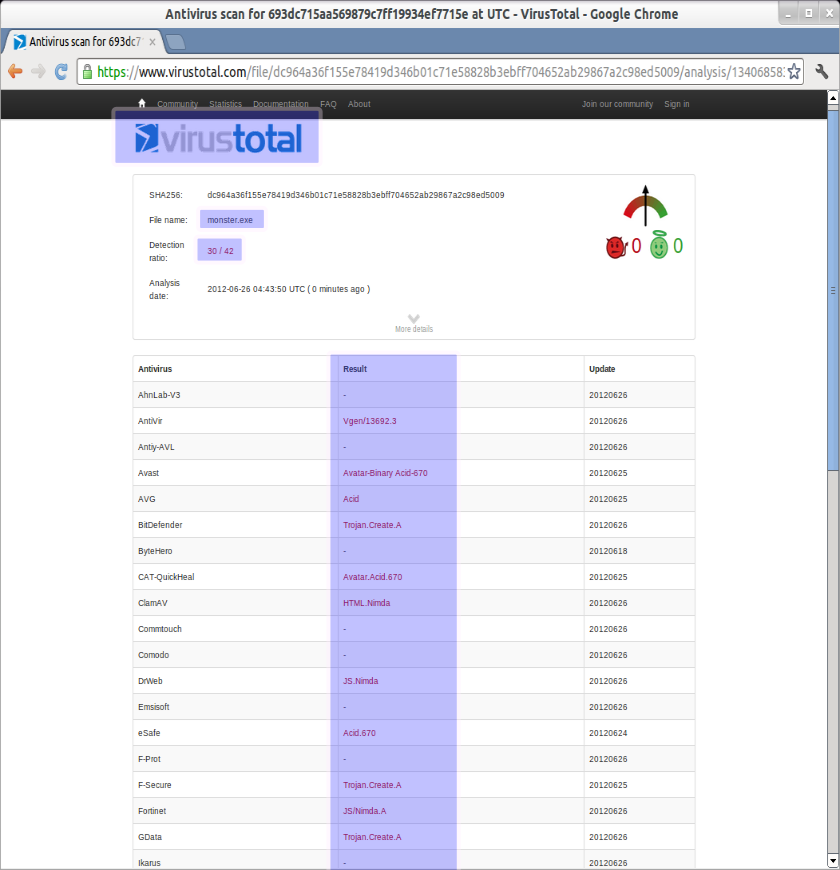 Antivirus scan for 693dc715aa569879c7ff19934ef7715e at UTC - VirusTotal - Google Chrome
Antivirus scan for 693dc7
https://www.virustotal.com/file/dc964a36f155e78419d346b01c71e58828b3ebff704652ab29867a2c98ed5009/analysis/134068583
Community Statistics Documentation FAQ About Join our community Sign in
virustotal
SHA256: dc964a36f155e78419d346b01c71e58828b3ebff704652ab29867a2c98ed5009
File name: monster.exe
Detection ratio: 30 / 42
0 0
Analysis date: 2012-06-26 04:43:50 UTC ( 0 minutes ago )
More details
Antivirus Result Update
AhnLab-V3 - 20120626
AntiVir Vgen/13692.3 20120626
Antiy-AVL - 20120626
Avast Avatar-Binary Acid-670 20120625
AVG Acid 20120625
BitDefender Trojan.Create.A 20120626
ByteHero - 20120618
CAT-QuickHeal Avatar.Acid.670 20120625
ClamAV HTML.Nimda 20120626
Commtouch - 20120626
Comodo - 20120626
DrWeb JS.Nimda 20120626
Emsisoft - 20120626
eSafe Acid.670 20120624
F-Prot - 20120626
F-Secure Trojan.Create.A 20120625
Fortinet JS/Nimda.A 20120626
GData Trojan.Create.A 20120626
Ikarus - 20120626